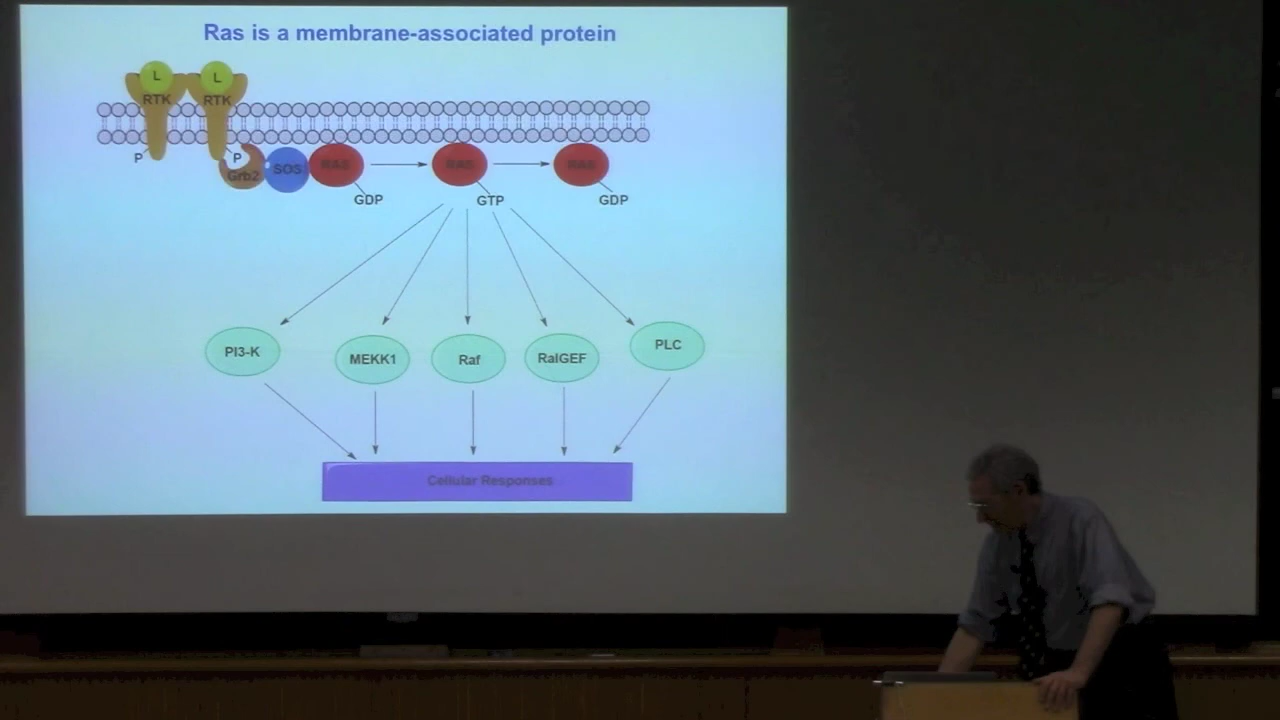 Ras is a membrane-associated protein
L
L
RTK
RTK
P
P
Grb2
SOS
RAS
RAS
RAS
GDP
GTP
GDP
PI3-K
MEKK1
Raf
RalGEF
PLC
Cellular Responses